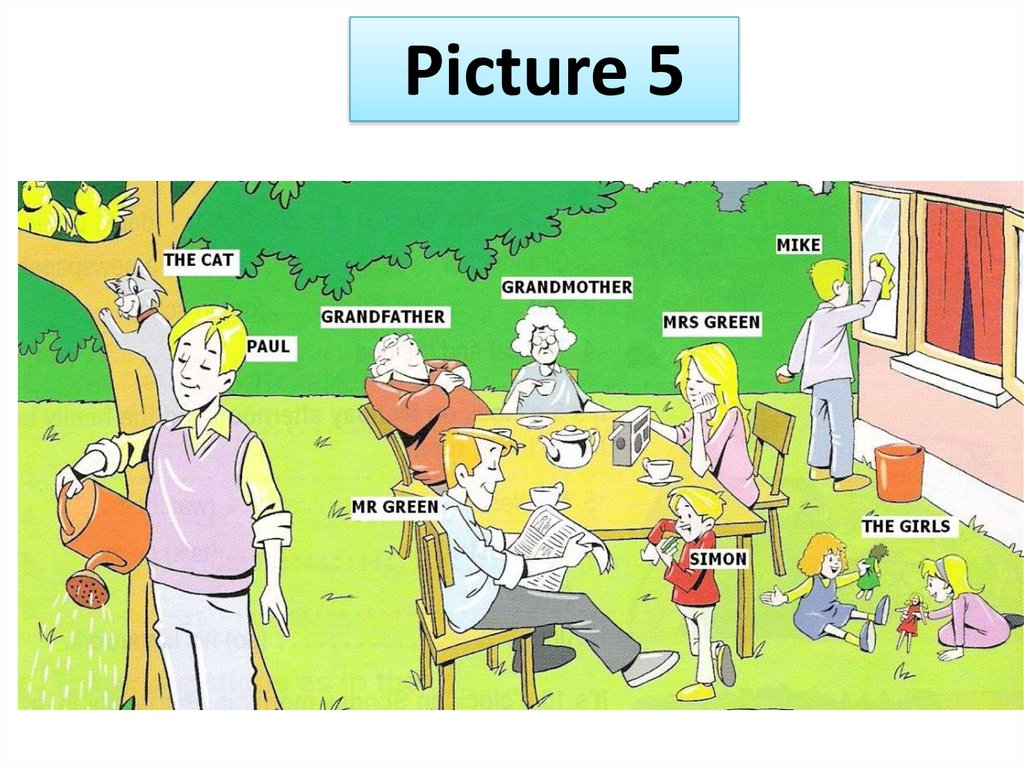 Picture 5
THE CAT
MIKE
GRANDMOTHER
GRANDFATHER
MRS GREEN
PAUL
MR GREEN
THE GIRLS
SIMON